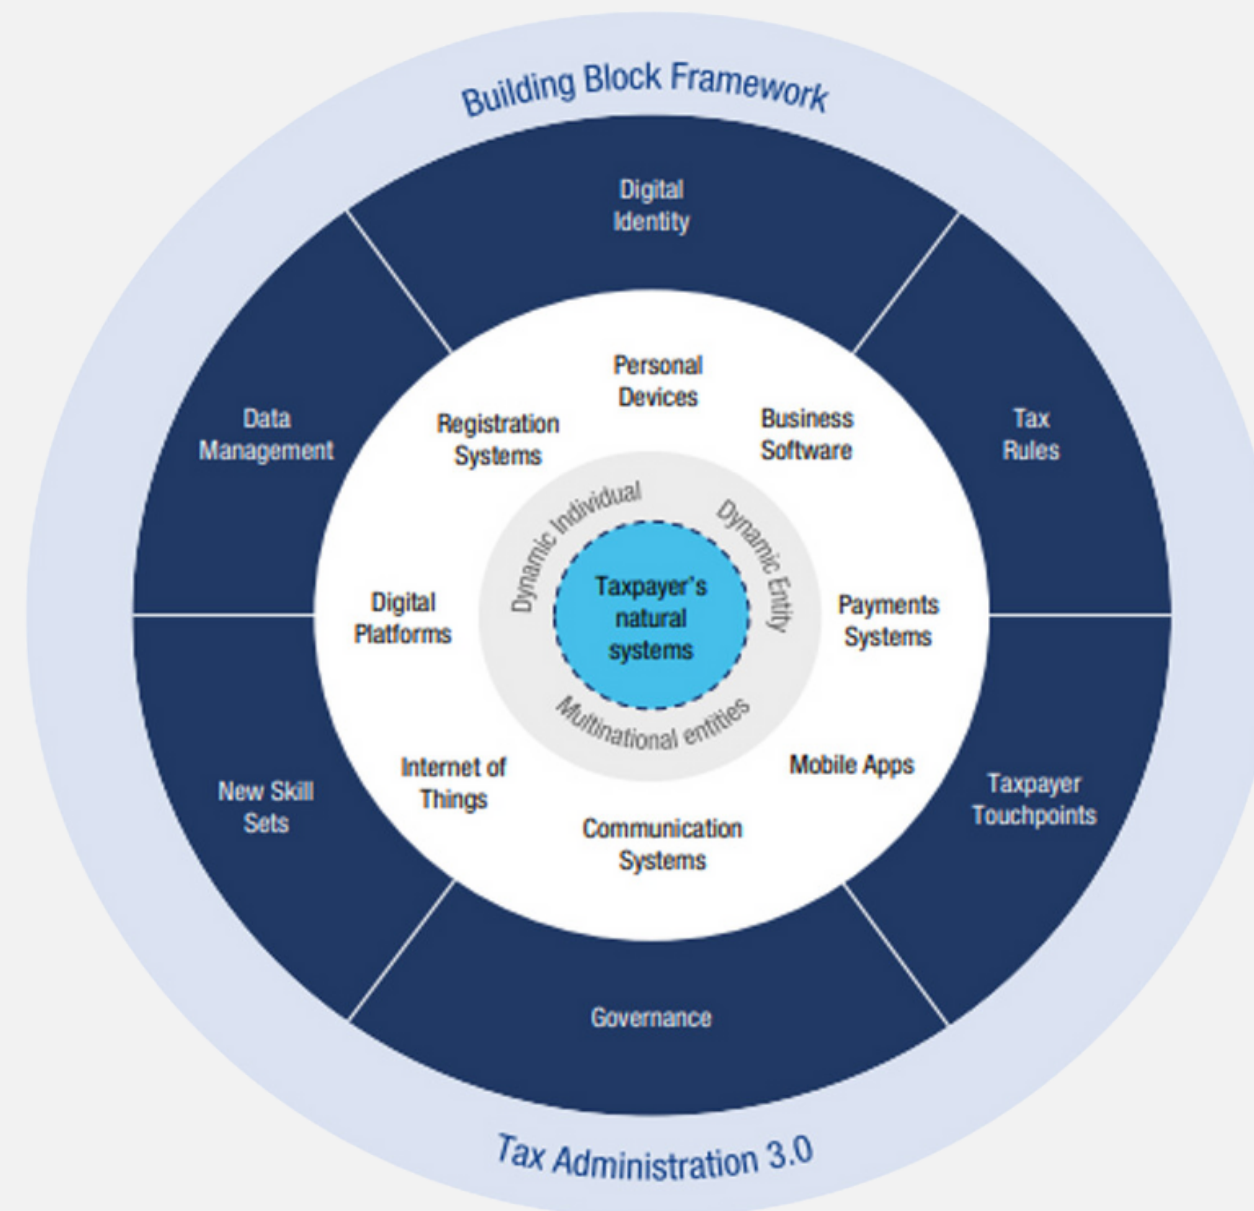 Building Block Framework
Digital
Identity
Tax
Rules
Taxpayer
Touchpoints
Governance
New Skill
Sets
Data
Management
Personal
Devices
Business
Software
Payments
Systems
Mobile Apps
Communication
Systems
Internet of
Things
Digital
Platforms
Registration
Systems
Dynamic Individual
Dynamic Entity
Multinational entities
Taxpayer's
natural
systems
Tax Administration 3.0